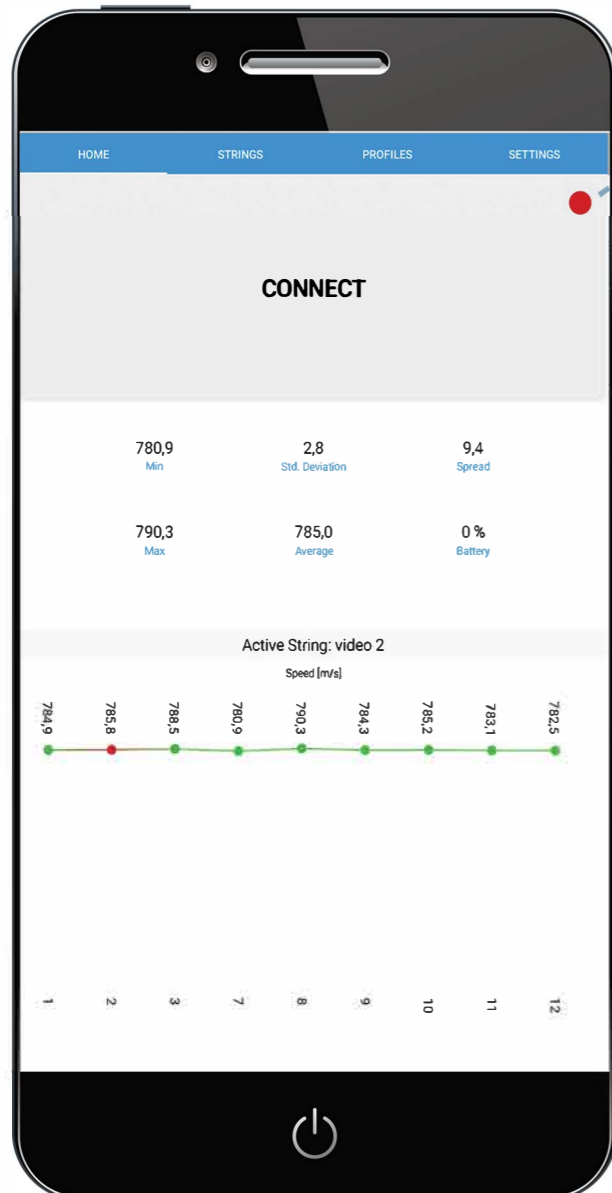 HOME STRINGS PROFILES SETTINGS
CONNECT
780,9 2,8 9,4
Min Std. Deviation Spread
790,3 785,0 0 %
Max Average Battery
Active String: video 2
Speed [m/s]
784,9 785,8 788,5 780,9 790,3 784,3 785,2 783,1 782,5
1 2 3 7 8 9 10 11 12